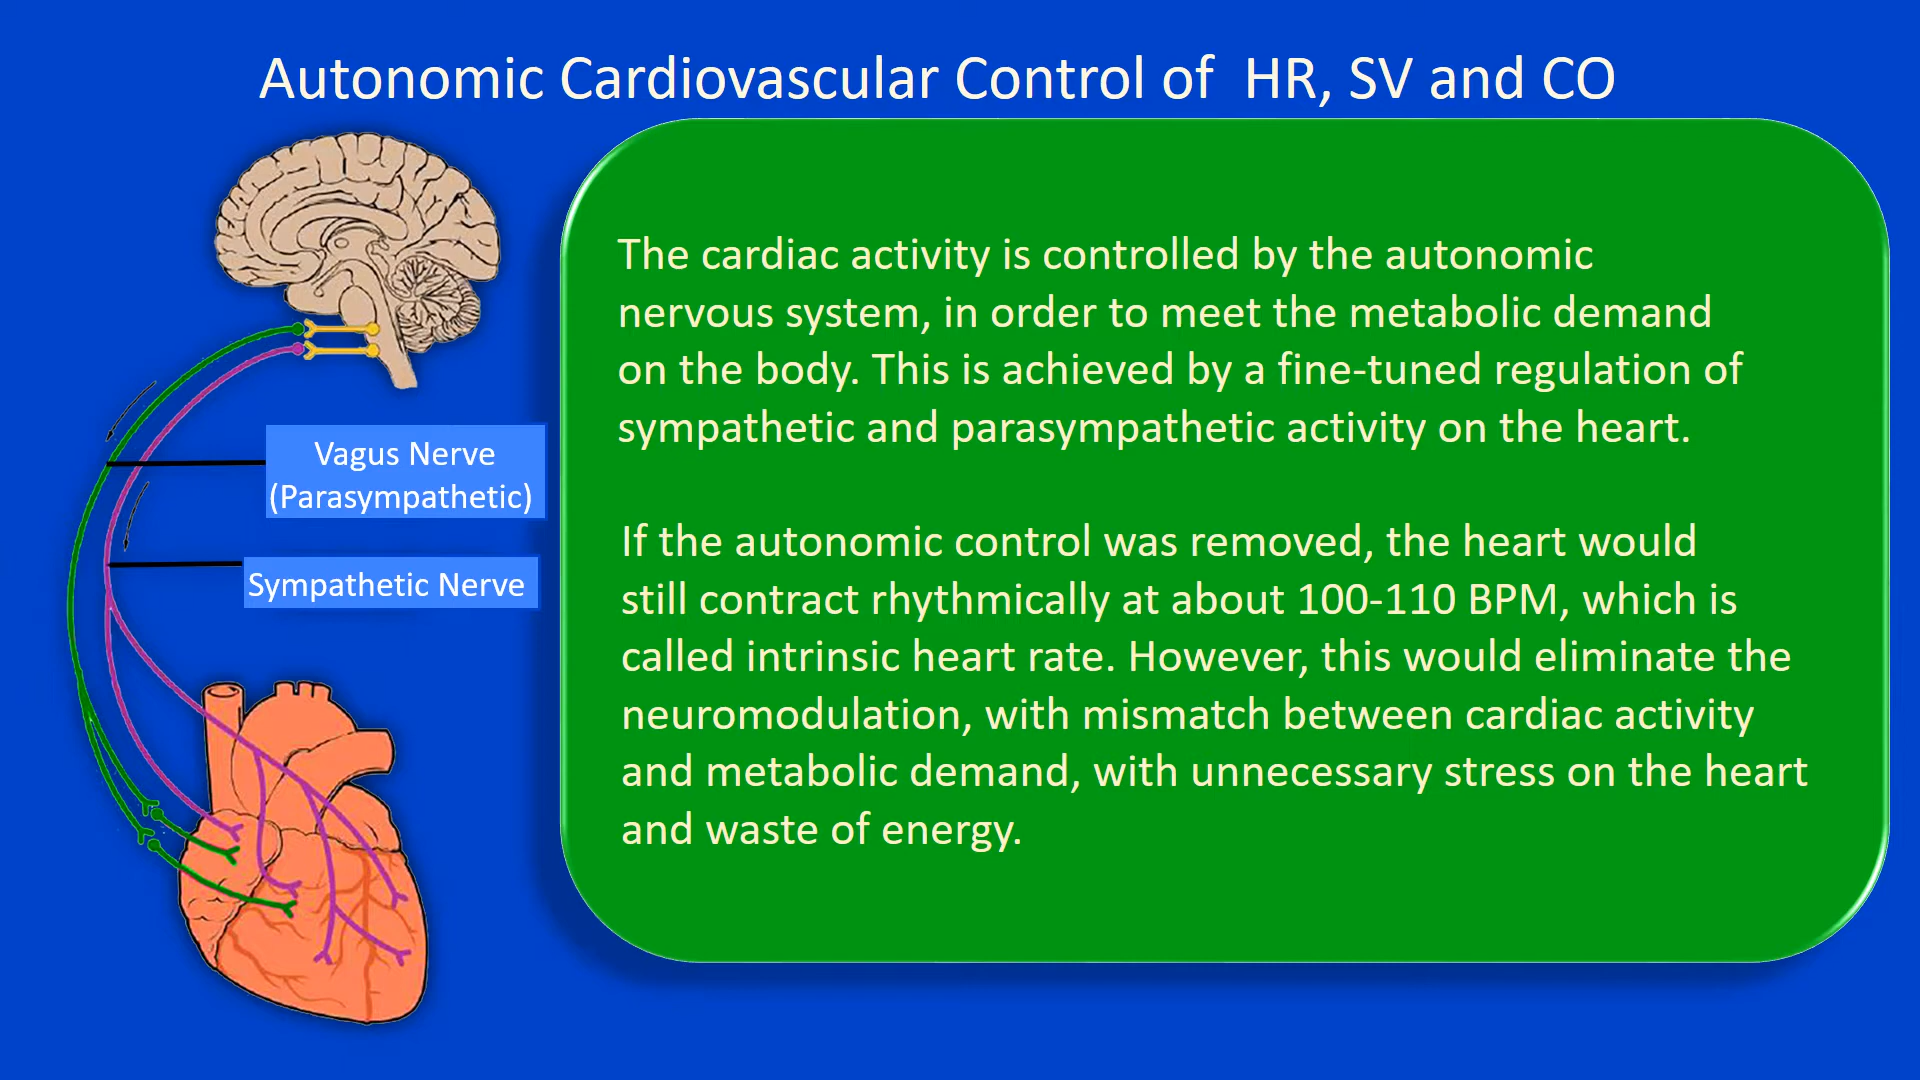 Autonomic Cardiovascular Control of HR, SV and CO
The cardiac activity is controlled by the autonomic
nervous system, in order to meet the metabolic demand
on the body. This is achieved by a fine-tuned regulation of
sympathetic and parasympathetic activity on the heart.
If the autonomic control was removed, the heart would
still contract rhythmically at about 100-110 BPM, which is
called intrinsic heart rate. However, this would eliminate the
neuromodulation, with mismatch between cardiac activity
and metabolic demand, with unnecessary stress on the heart
and waste of energy.
Vagus Nerve
(Parasympathetic)
Sympathetic Nerve